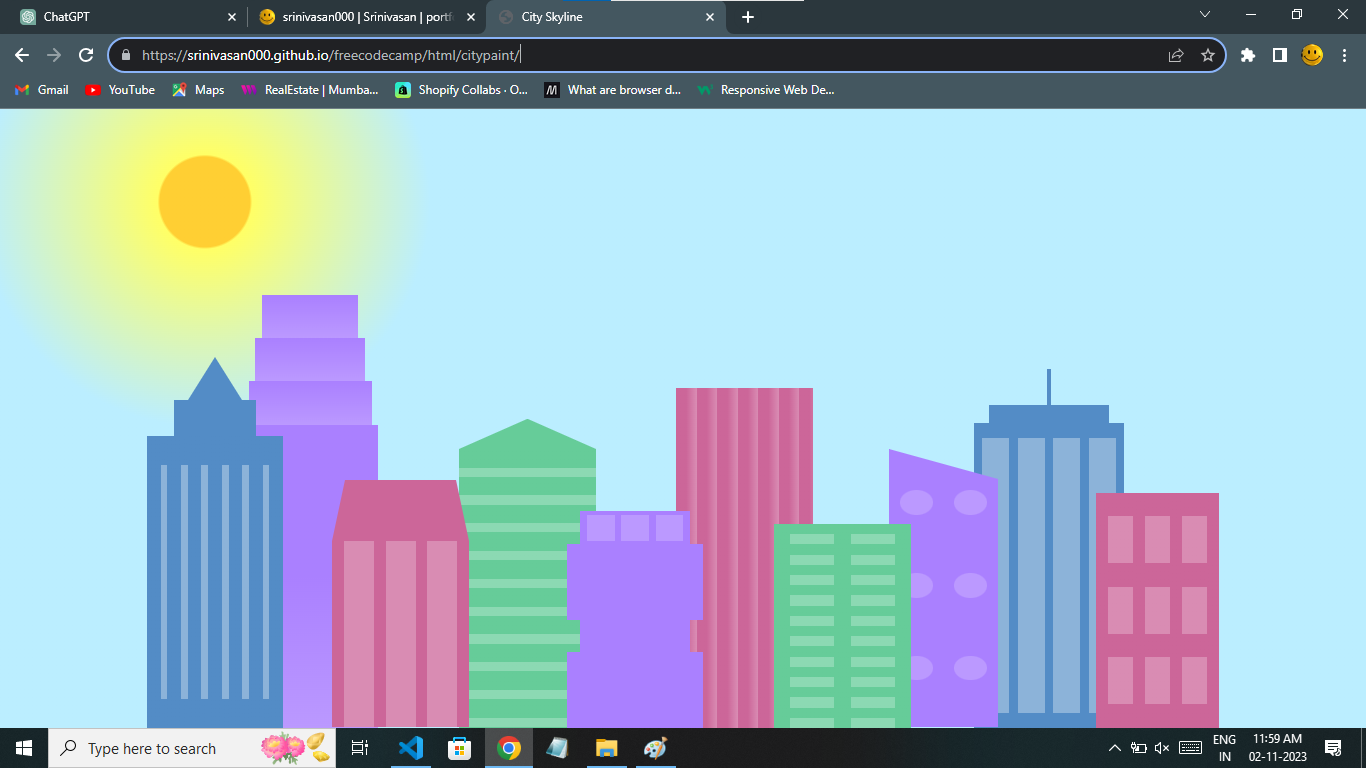 ChatGPT
srinivasan000 | Srinivasan | portf
City Skyline
https://srinivasan000.github.io/freecodecamp/html/citypaint/
Gmail
YouTube
Maps
RealEstate | Mumba...
Shopify Collabs · O...
What are browser d...
Responsive Web De...
Type here to search
ENG
IN
11:59 AM
02-11-2023